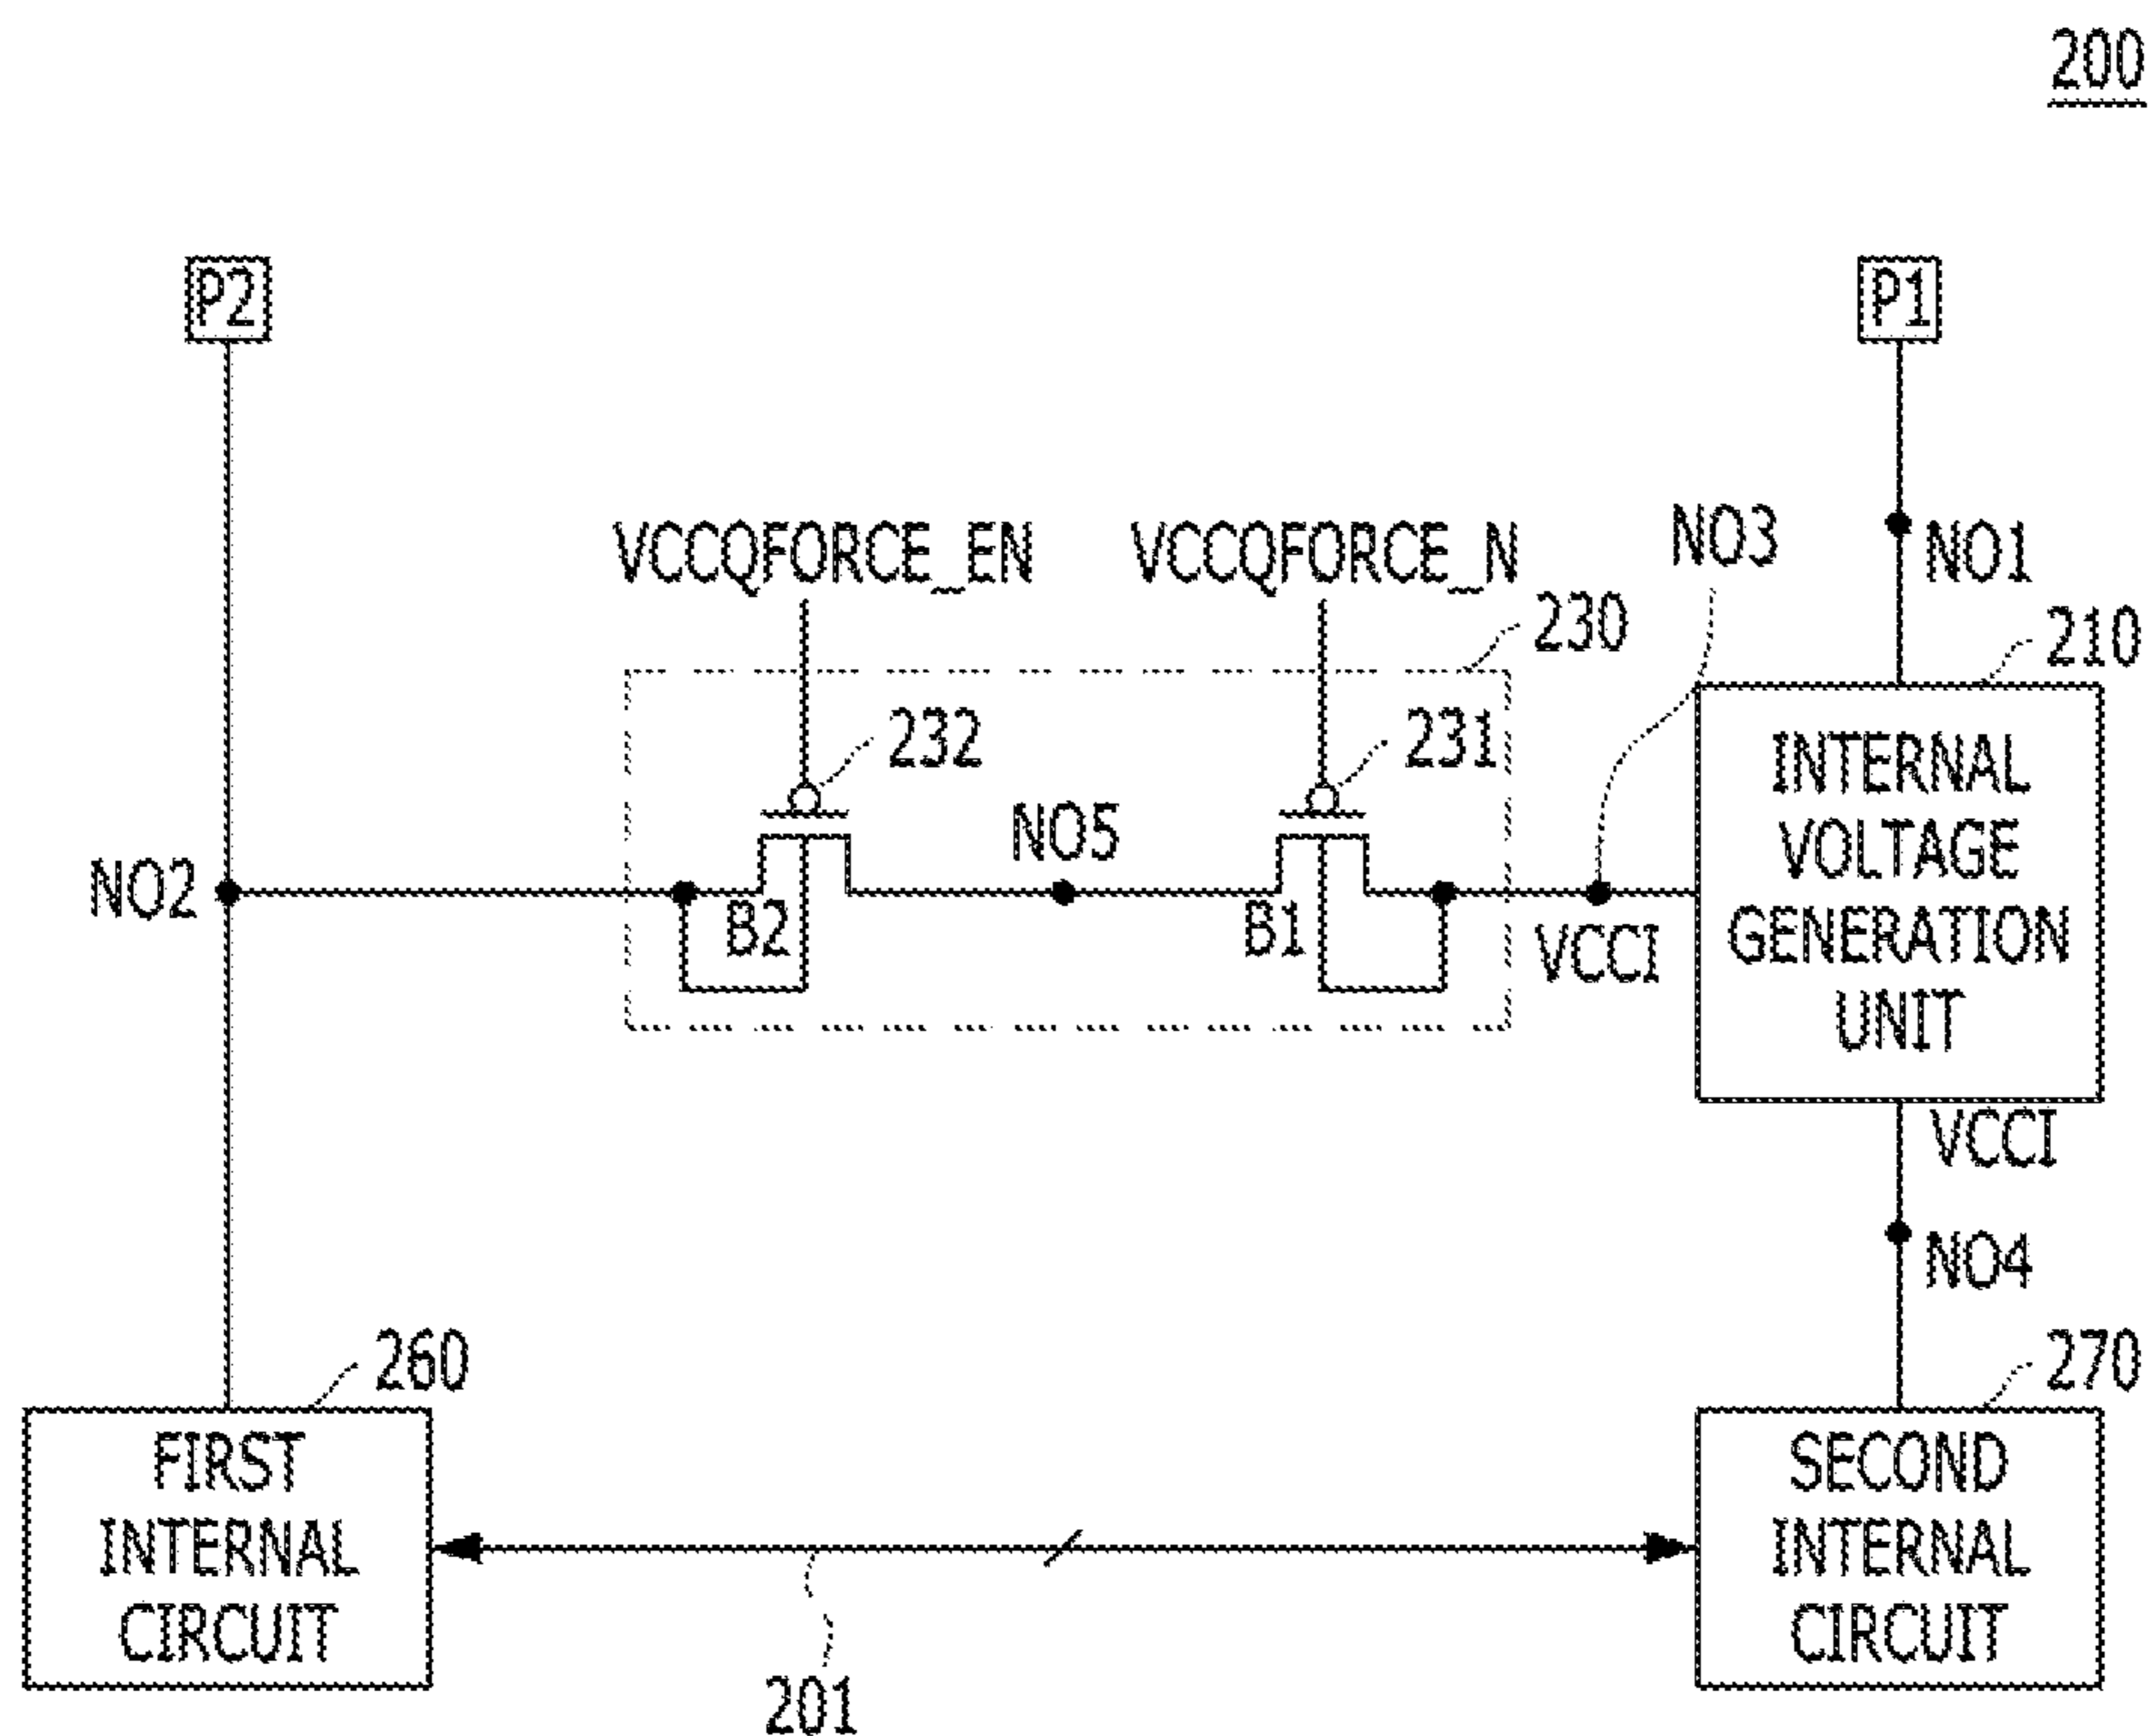 200
P2
P1
VCCQFORCE_EN
VCCQFORCE_N
NO3
NO1
230
210
232
231
INTERNAL
VOLTAGE
GENERATION
UNIT
NO5
NO2
B2
B1
VCCI
VCCI
NO4
260
270
FIRST
INTERNAL
CIRCUIT
SECOND
INTERNAL
CIRCUIT
201